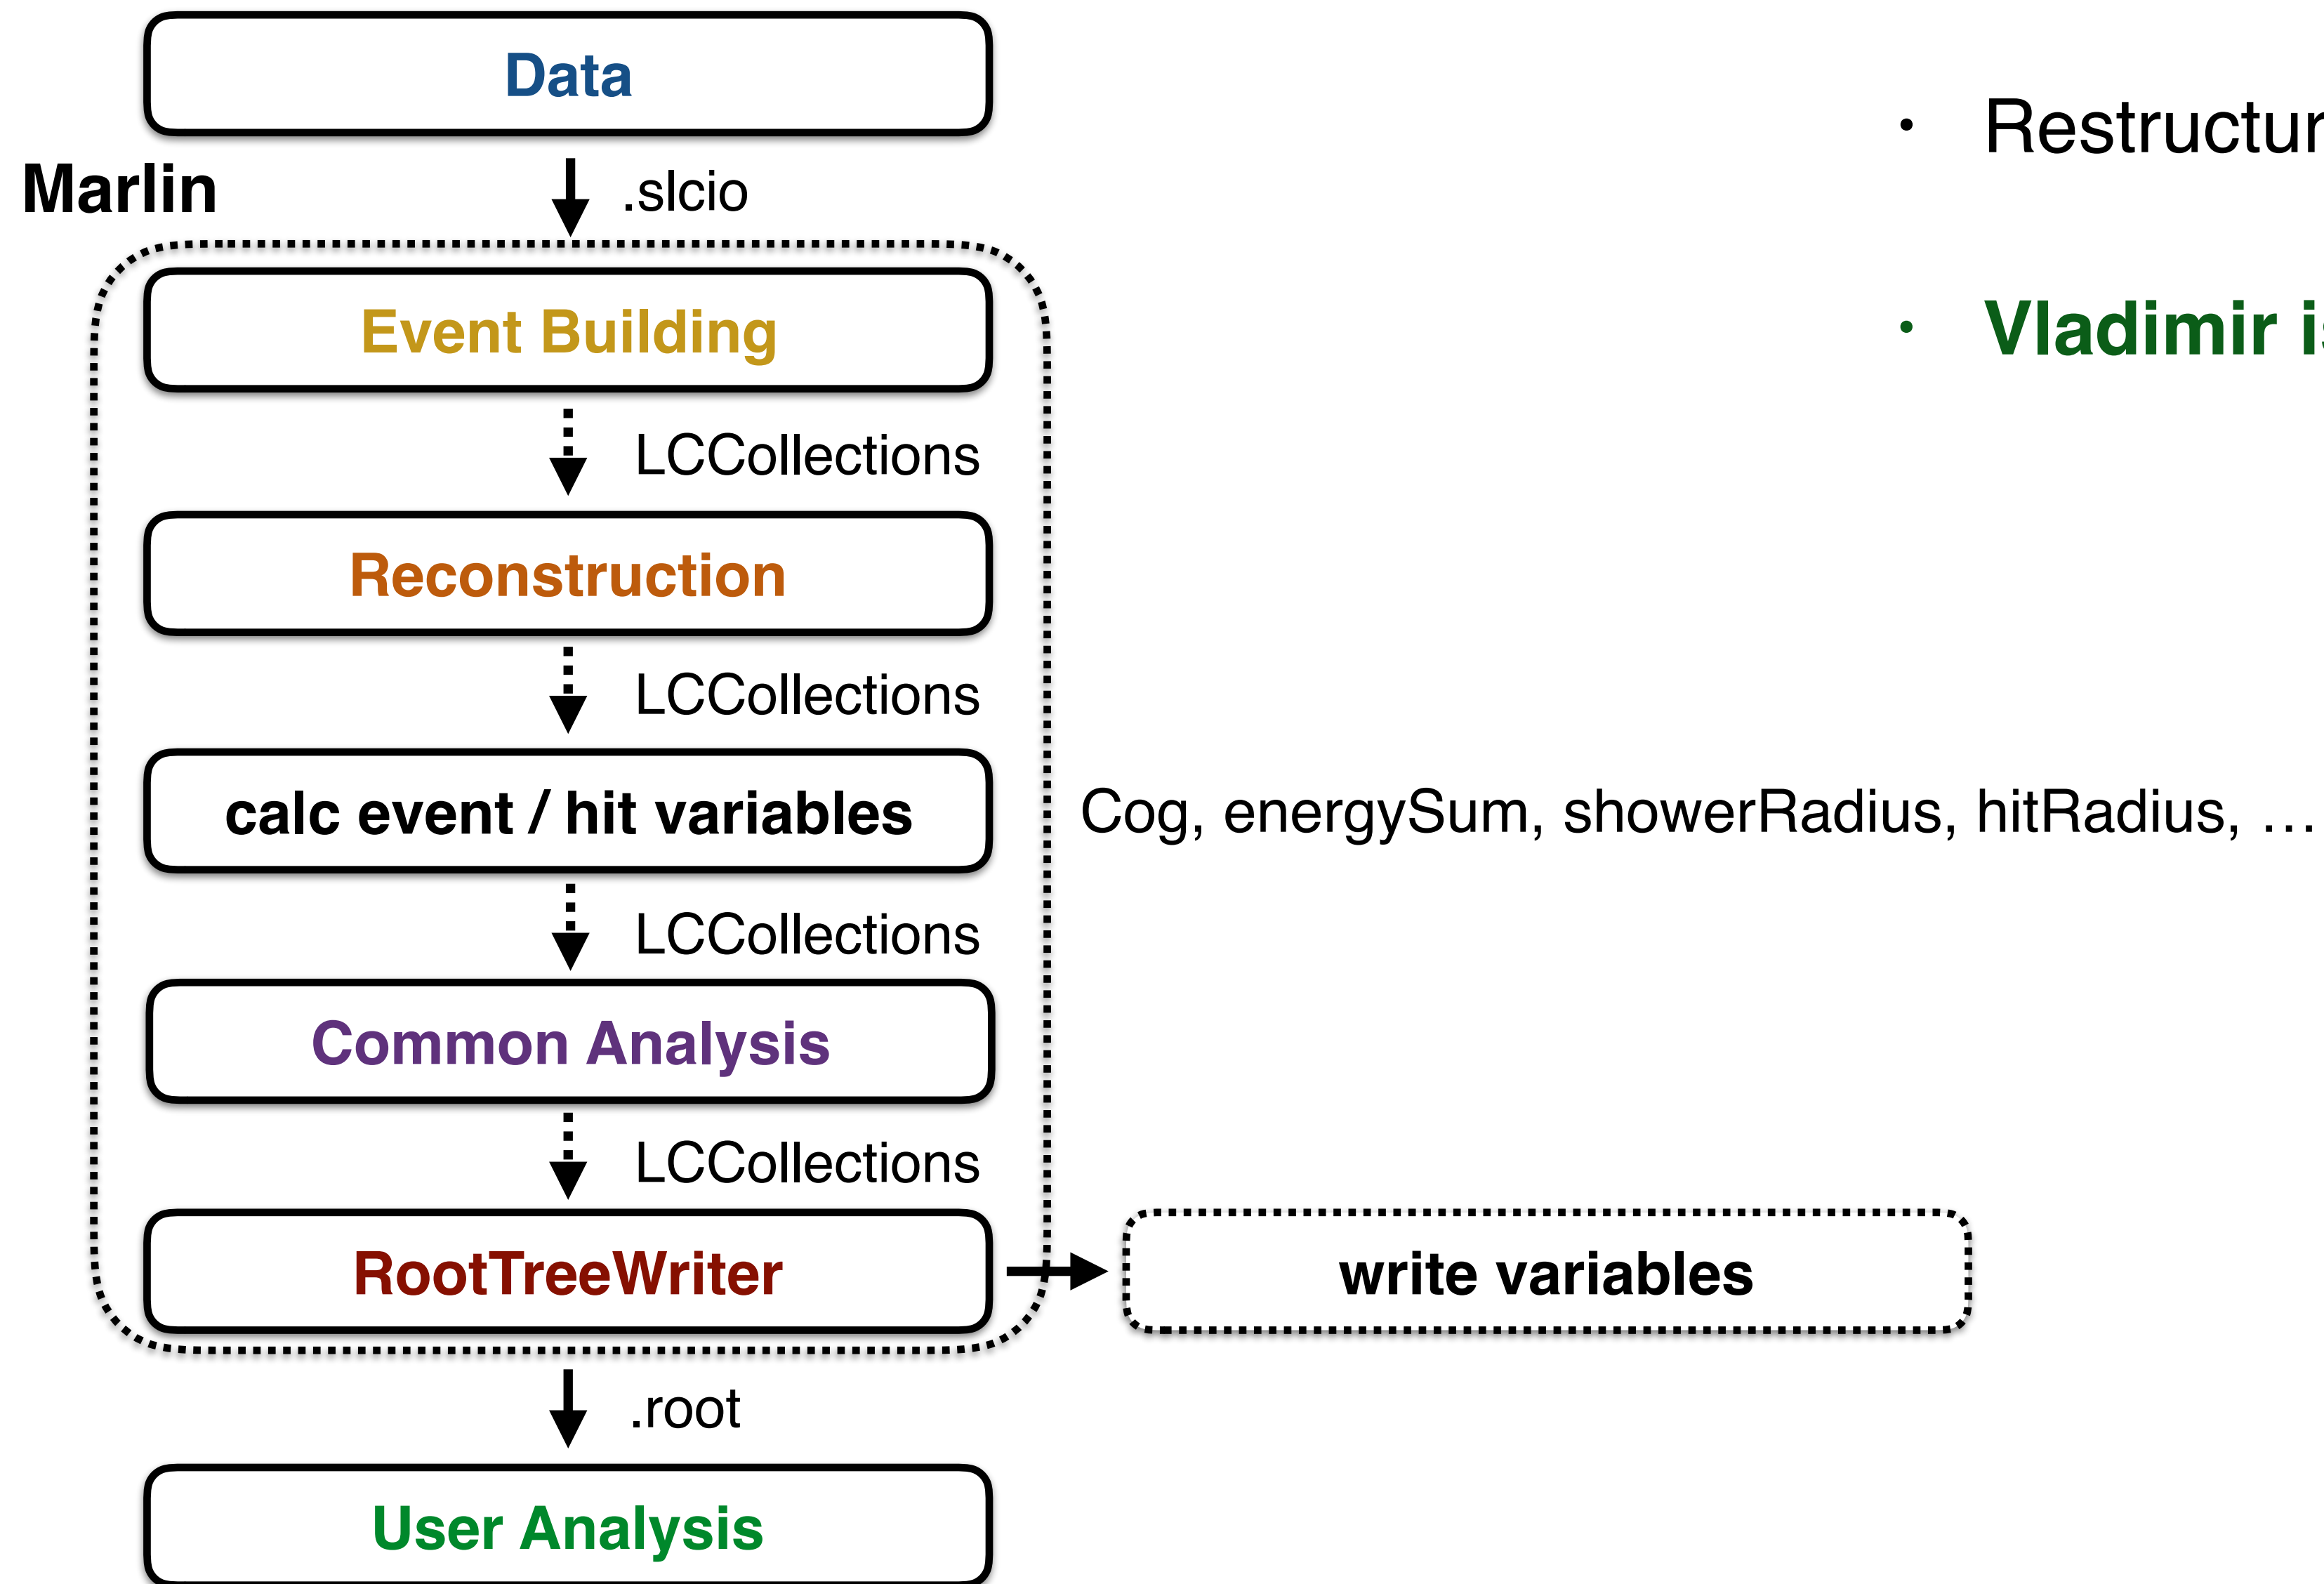 Data
Marlin
.slcio
Event Building
LCCollections
Reconstruction
LCCollections
calc event / hit variables
Cog, energySum, showerRadius, hitRadius, …
LCCollections
Common Analysis
LCCollections
RootTreeWriter
write variables
.root
User Analysis
•
• Vladimir